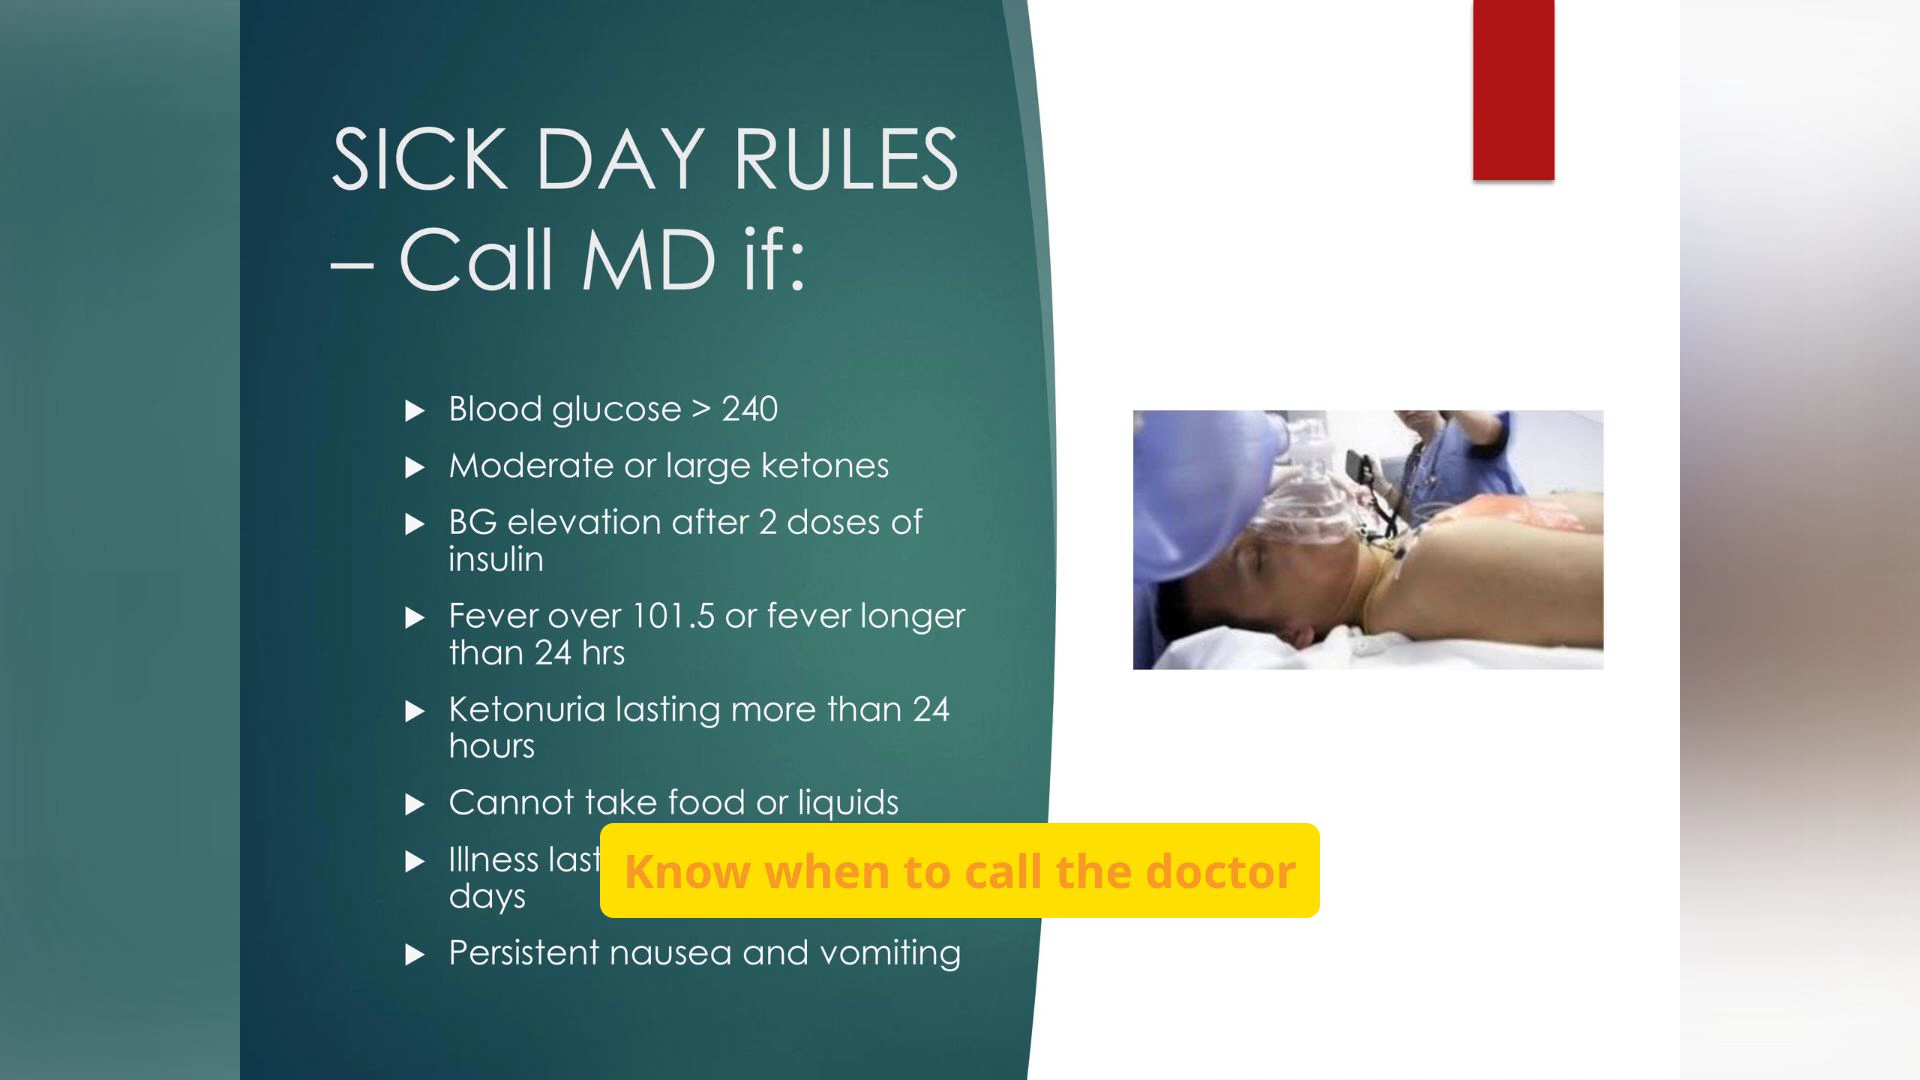 SICK DAY RULES
– Call MD if:
Blood glucose > 240
Moderate or large ketones
BG elevation after 2 doses of
insulin
Fever over 101.5 or fever longer
than 24 hrs
Ketonuria lasting more than 24
hours
Cannot take food or liquids
Illness
days
Know when to call the doctor
Persistent nausea and vomiting